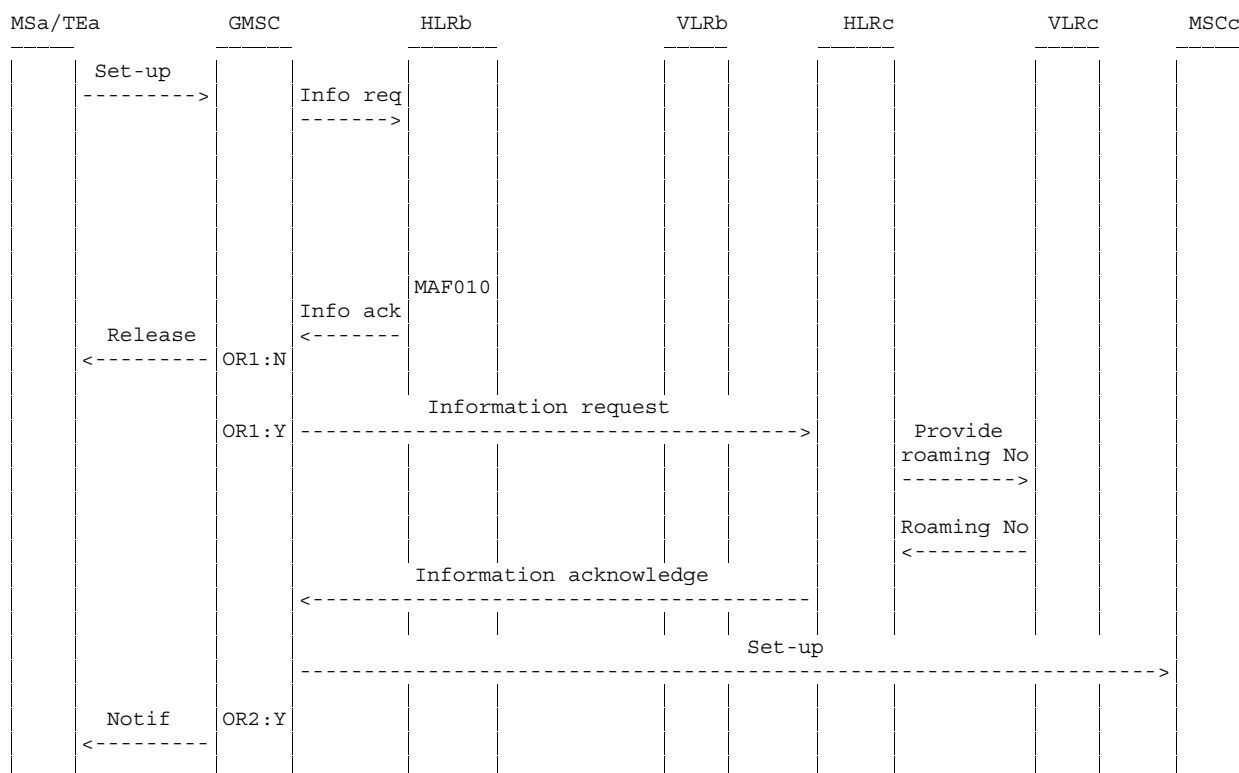 MSa/TEa GMSC HLRb VLRb HLRc VLRc MSCc
Set-up
Info req
MAF010
Info ack
Release
OR1:N
Information request
OR1:Y Provide
roaming No
Roaming No
Information acknowledge
Set-up
Notif OR2:Y